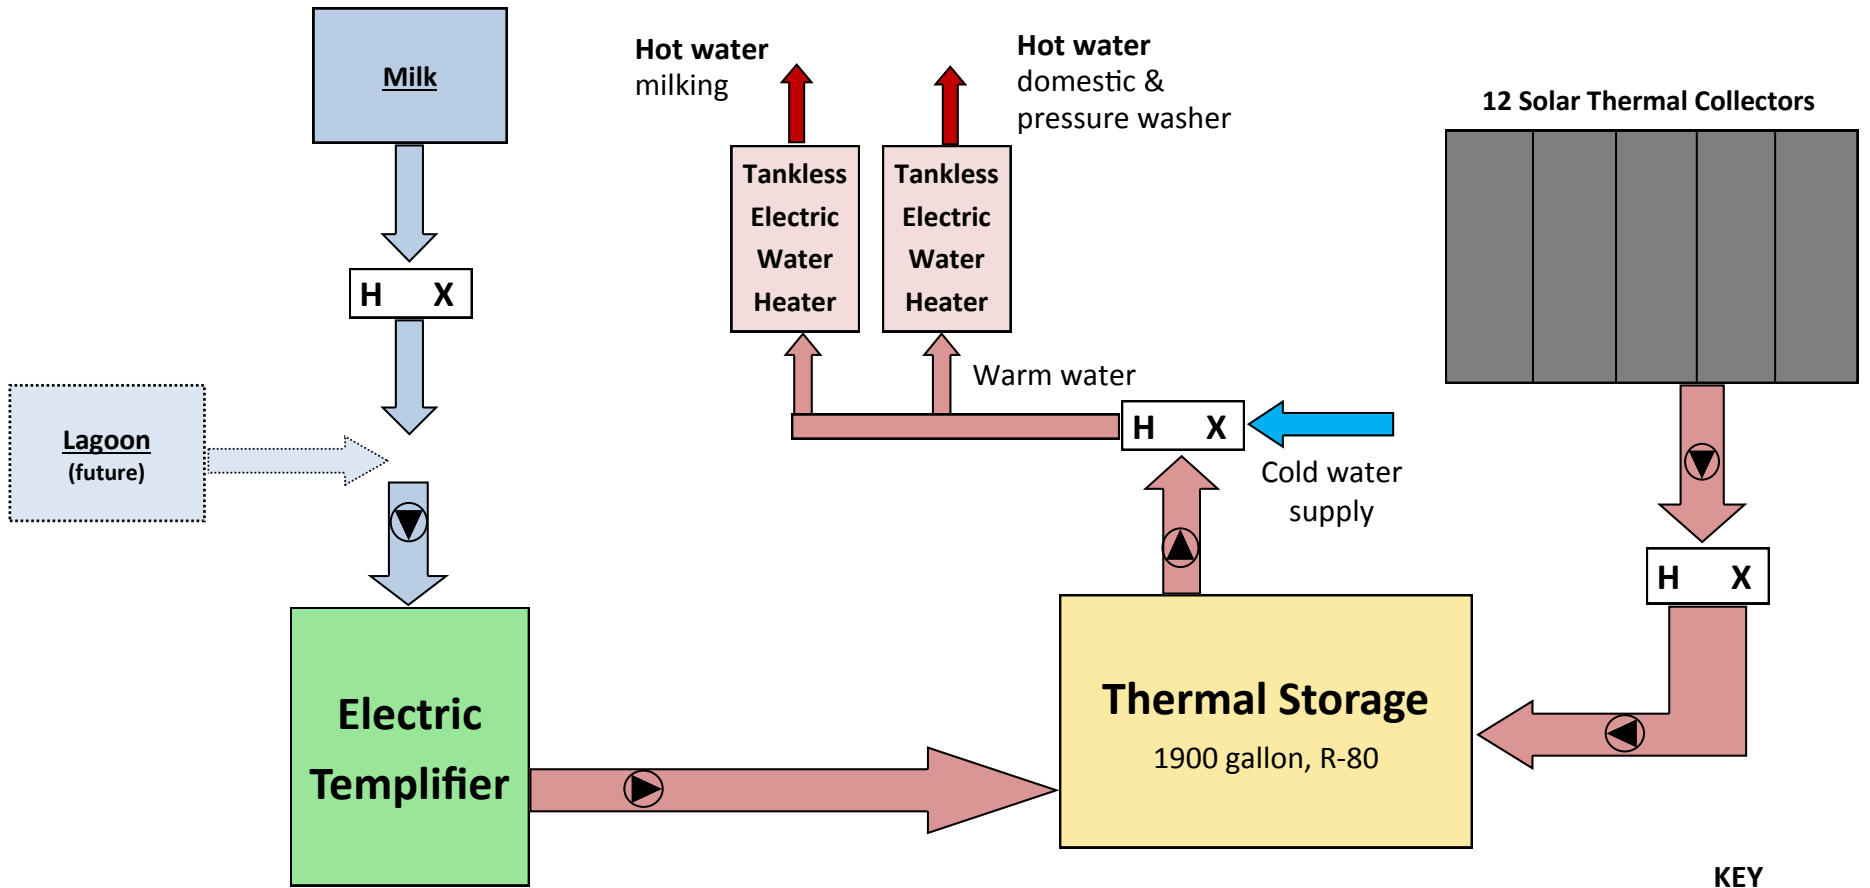 Milk
H X
Lagoon
(future)
Electric
Templifier
Hot water
milking
Hot water
domestic &
pressure washer
Tankless
Electric
Water
Heater
Tankless
Electric
Water
Heater
Warm water
H X
Cold water
supply
Thermal Storage
1900 gallon, R-80
12 Solar Thermal Collectors
H X
KEY